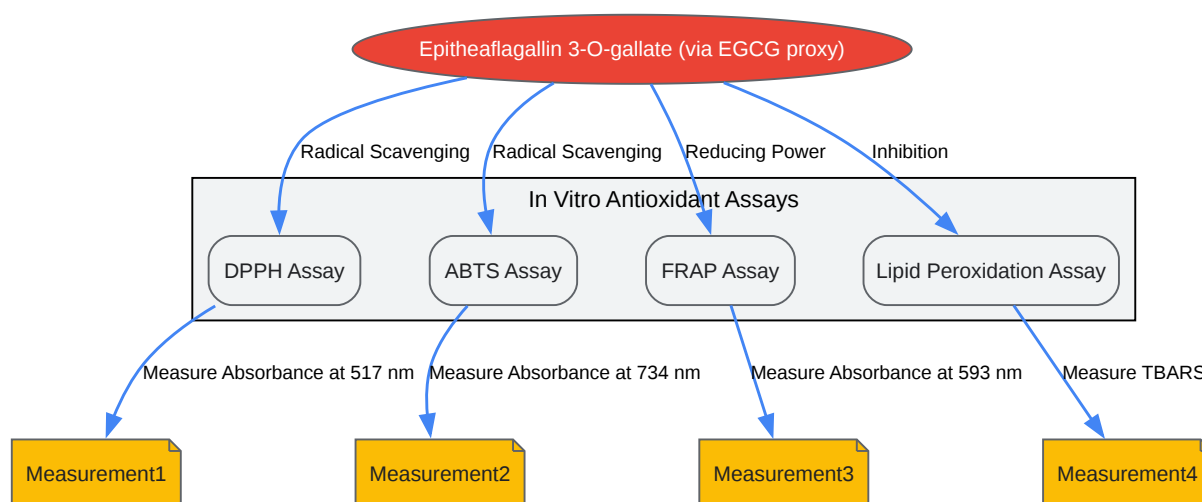 Epitheaflagallin 3-O-gallate (via EGCG proxy)
Radical Scavenging
Radical Scavenging
Reducing Power
Inhibition
In Vitro Antioxidant Assays
DPPH Assay
ABTS Assay
FRAP Assay
Lipid Peroxidation Assay
Measure Absorbance at 517 nm
Measure Absorbance at 734 nm
Measure Absorbance at 593 nm
Measure TBARS
Measurement1
Measurement2
Measurement3
Measurement4